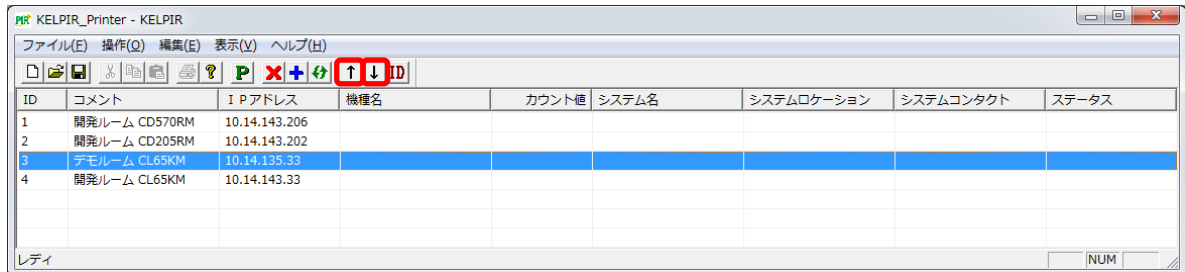 PIR KELPIR_Printer - KELPIR
ファイル(F) 操作(O) 編集(E) 表示(V) ヘルプ(H)
? P ↑ ↓ ID
ID コメント IPアドレス 機種名 カウント値 システム名 システムロケーション システムコンタクト ステータス
1 開発ルーム CD570RM 10.14.143.206
2 開発ルーム CD205RM 10.14.143.202
3 デモルーム CL65KM 10.14.135.33
4 開発ルーム CL65KM 10.14.143.33
レディ NUM